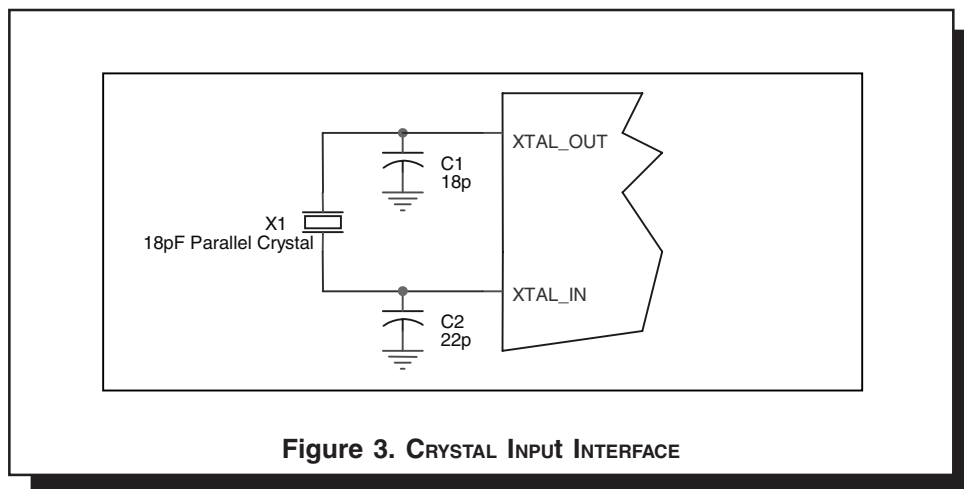 XTAL_OUT
C1
18p
X1
18pF Parallel Crystal
XTAL_IN
C2
22p
Figure 3. CRYSTAL INPUt INTERFACE